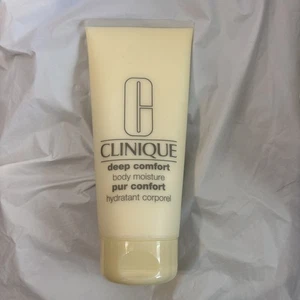 C
CLINIQUE
deep comfort
body moisture
pur confort
hydratant corporel